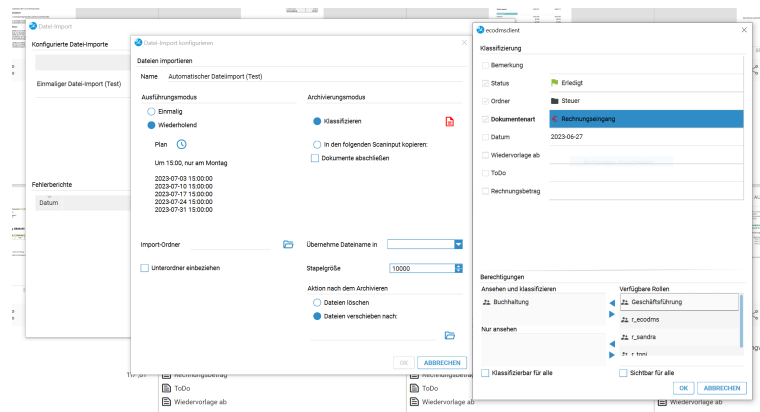 Datei-Import
Konfigurierte Datei-Importe
Einmaliger Datei-Import (Test)
Fehlerberichte
Datum
Datei-Import konfigurieren
Dateien importieren
Name Automatischer Dateiimport (Test)
Ausführungsmodus
Einmalig
Wiederholend
Plan
Um 15:00, nur am Montag
2023-07-03 15:00:00
2023-07-10 15:00:00
2023-07-17 15:00:00
2023-07-24 15:00:00
2023-07-31 15:00:00
Archivierungsmodus
Klassifizieren
In den folgenden Scaninput kopieren:
Dokumente abschließen
Import-Ordner
Unterordner einbeziehen
Übernehme Dateiname in
Stapelgröße 10000
Aktion nach dem Archivieren
Dateien löschen
Dateien verschieben nach:
OK ABBRECHEN
ecodmsclient
Klassifizierung
Bemerkung
Status Erledigt
Ordner Steuer
Dokumentenart Rechnungseingang
Datum 2023-06-27
Wiedervorlage ab
ToDo
Rechnungsbetrag
Berechtigungen
Ansehen und klassifizieren
Buchhaltung
Nur ansehen
Verfügbare Rollen
Geschäftsführung
r_ecodms
r_sandra
r_toni
Klassifizierbar für alle
Sichtbar für alle
OK ABBRECHEN
Rechnungsbetrag
ToDo
Wiedervorlage ab
Rechnungsbetrag
ToDo
Wiedervorlage ab
Wiedervorlage ab